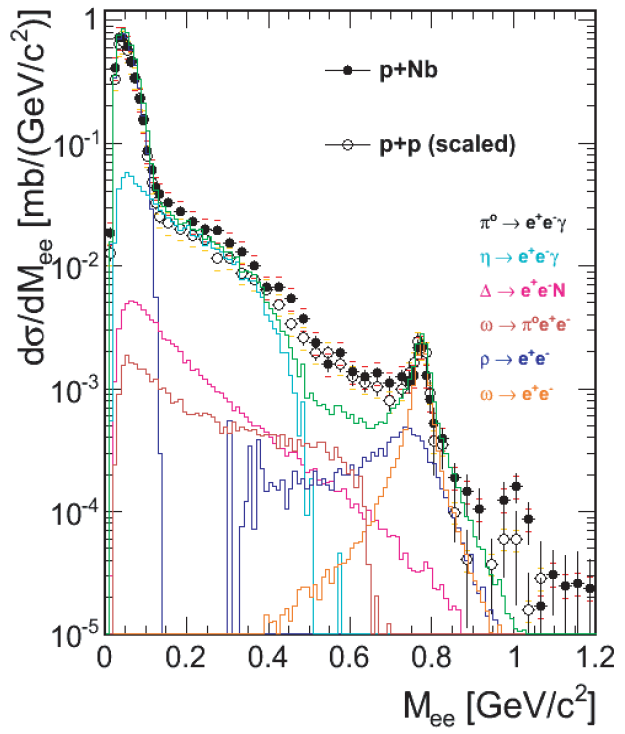 dσ/dMee [mb/(GeV/c²)]
1
10⁻¹
10⁻²
10⁻³
10⁻⁴
10⁻⁵
p+Nb
p+p (scaled)
π⁰ → e⁺e⁻γ
η → e⁺e⁻γ
Δ → e⁺e⁻N
ω → π⁰e⁺e⁻
ρ → e⁺e⁻
ω → e⁺e⁻
0 0.2 0.4 0.6 0.8 1 1.2
Mee [GeV/c²]